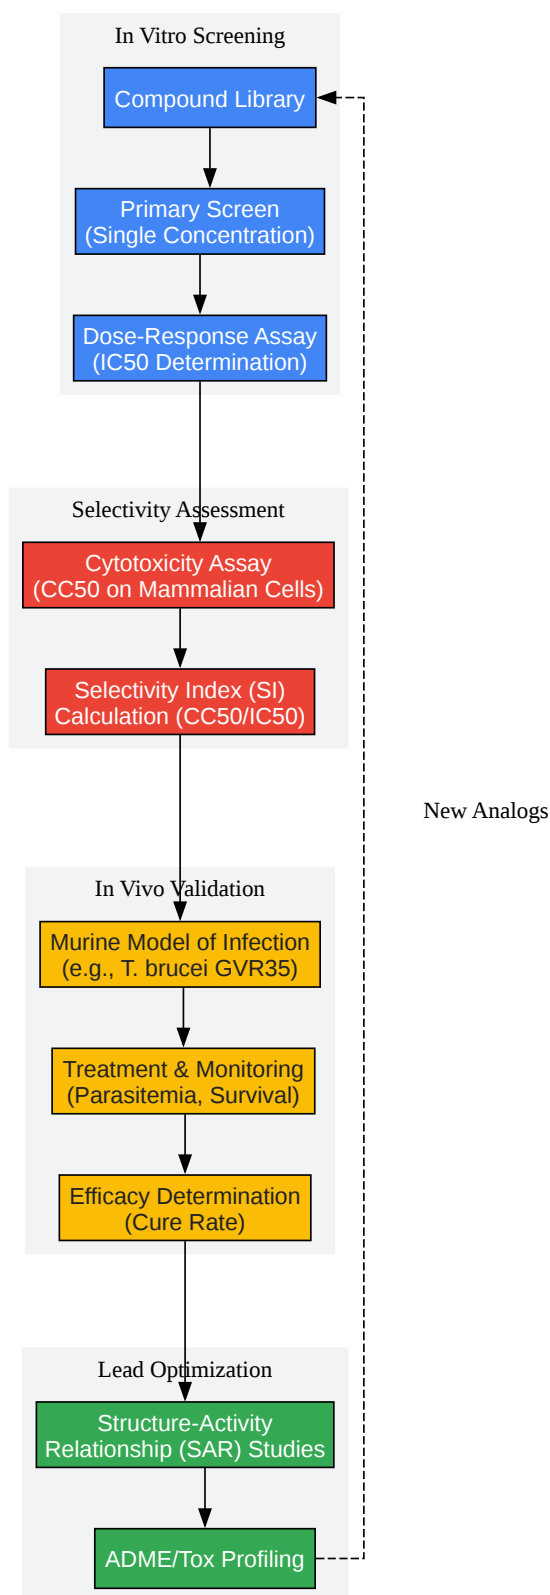 In Vitro Screening
Compound Library
Primary Screen
(Single Concentration)
Dose-Response Assay
(IC50 Determination)
Selectivity Assessment
Cytotoxicity Assay
(CC50 on Mammalian Cells)
Selectivity Index (SI)
Calculation (CC50/IC50)
New Analogs
In Vivo Validation
Murine Model of Infection
(e.g., T. brucei GVR35)
Treatment & Monitoring
(Parasitemia, Survival)
Efficacy Determination
(Cure Rate)
Lead Optimization
Structure-Activity
Relationship (SAR) Studies
ADME/Tox Profiling